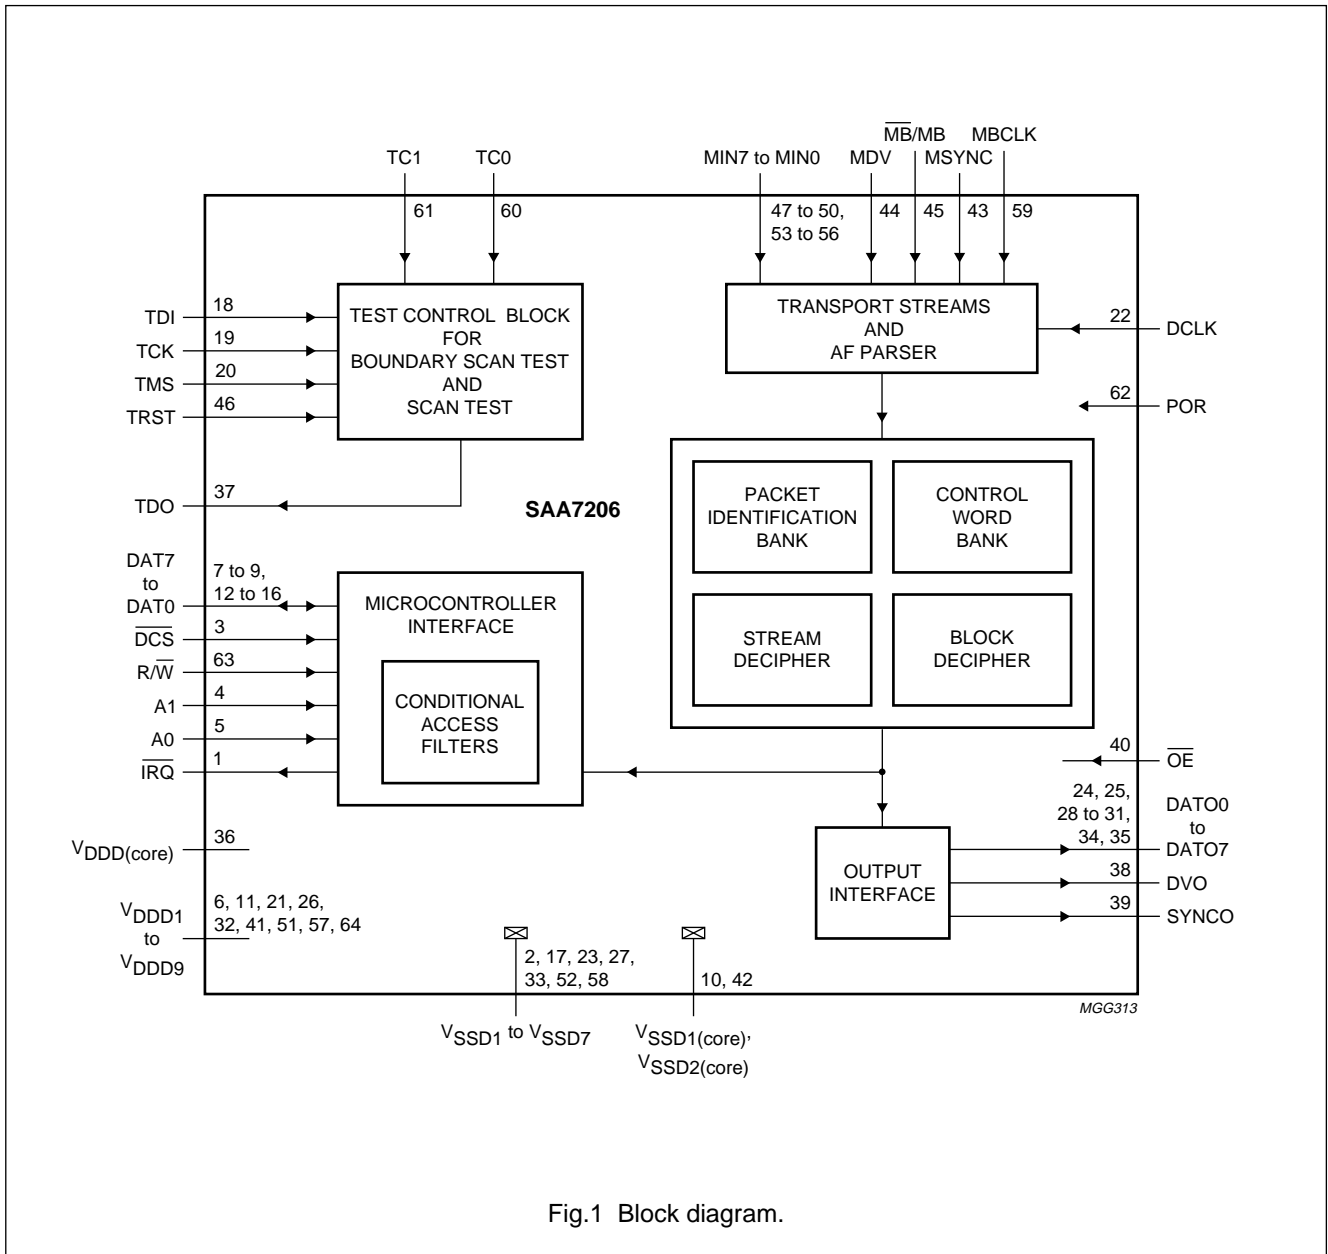 M̅B̅/MB MBCLK
TC1 TC0 MIN7 to MIN0 MDV MSYNC
61 60 47 to 50, 44 45 43 59
53 to 56
TDI 18
TCK 19
TMS 20
TRST 46
TEST CONTROL BLOCK
FOR
BOUNDARY SCAN TEST
AND
SCAN TEST
TRANSPORT STREAMS
AND
AF PARSER
22 DCLK
62 POR
TDO 37
SAA7206
PACKET
IDENTIFICATION
BANK
CONTROL
WORD
BANK
STREAM
DECIPHER
BLOCK
DECIPHER
DAT7
to
DAT0
7 to 9,
12 to 16
D̅C̅S̅ 3
R/W̅ 63
A1 4
A0 5
I̅R̅Q̅ 1
MICROCONTROLLER
INTERFACE
CONDITIONAL
ACCESS
FILTERS
40 O̅E̅
24, 25,
28 to 31,
34, 35
DATO0
to
DATO7
38 DVO
39 SYNCO
OUTPUT
INTERFACE
VDDD(core) 36
VDDD1
to
VDDD9
6, 11, 21, 26,
32, 41, 51, 57, 64
2, 17, 23, 27,
33, 52, 58
10, 42
VSSD1 to VSSD7
VSSD1(core),
VSSD2(core)
MGG313
Fig.1 Block diagram.